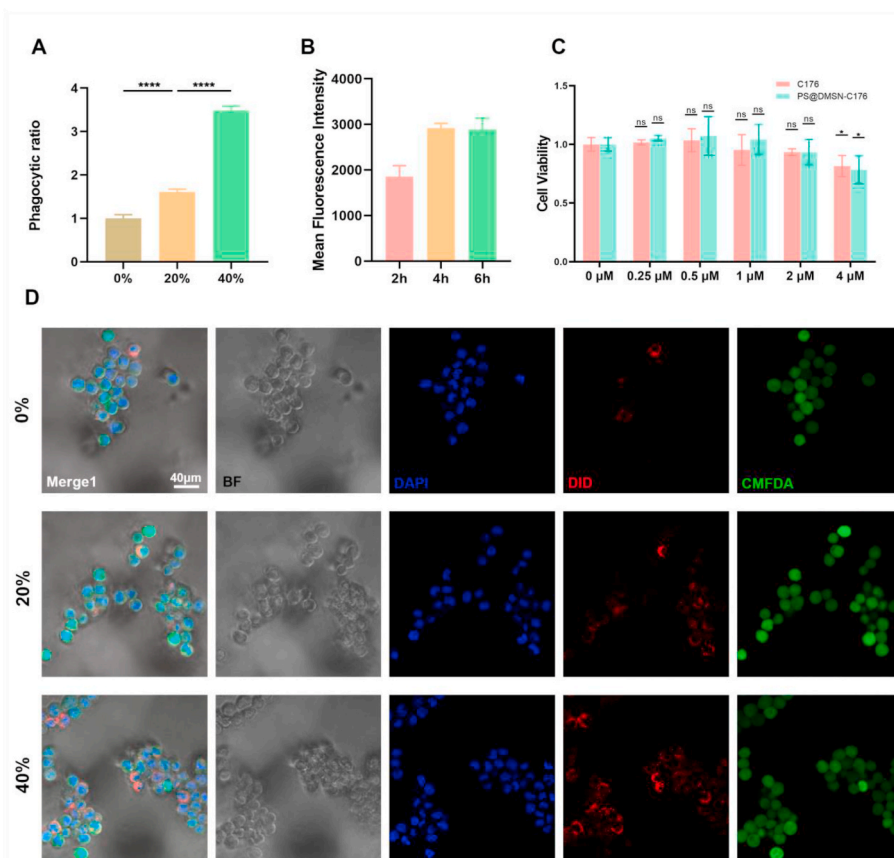 A
Phagocytic ratio
4
3
2
1
0
****
****
0%
20%
40%
B
Mean Fluorescence Intensity
4000
3000
2000
1000
0
2h
4h
6h
C
Cell Viability
1.5
1.0
0.5
0.0
C176
PS@DMSN-C176
ns
ns
ns
ns
ns
ns
ns
ns
*
*
0 µM
0.25 µM
0.5 µM
1 µM
2 µM
4 µM
D
0%
Merge1
40µm
BF
DAPI
DID
CMFDA
20%
40%